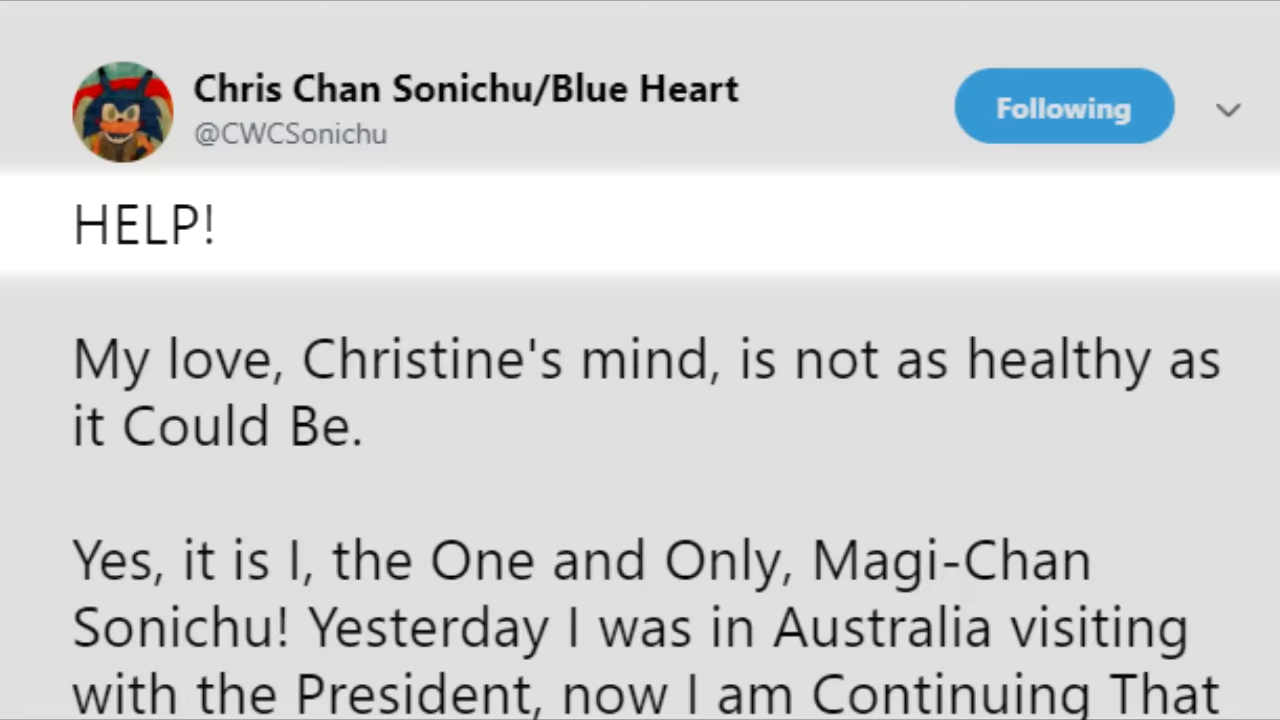 Chris Chan Sonichu/Blue Heart
@CWCSonichu
Following
HELP!
My love, Christine's mind, is not as healthy as
it Could Be.
Yes, it is I, the One and Only, Magi-Chan
Sonichu! Yesterday I was in Australia visiting
with the President, now I am Continuing That